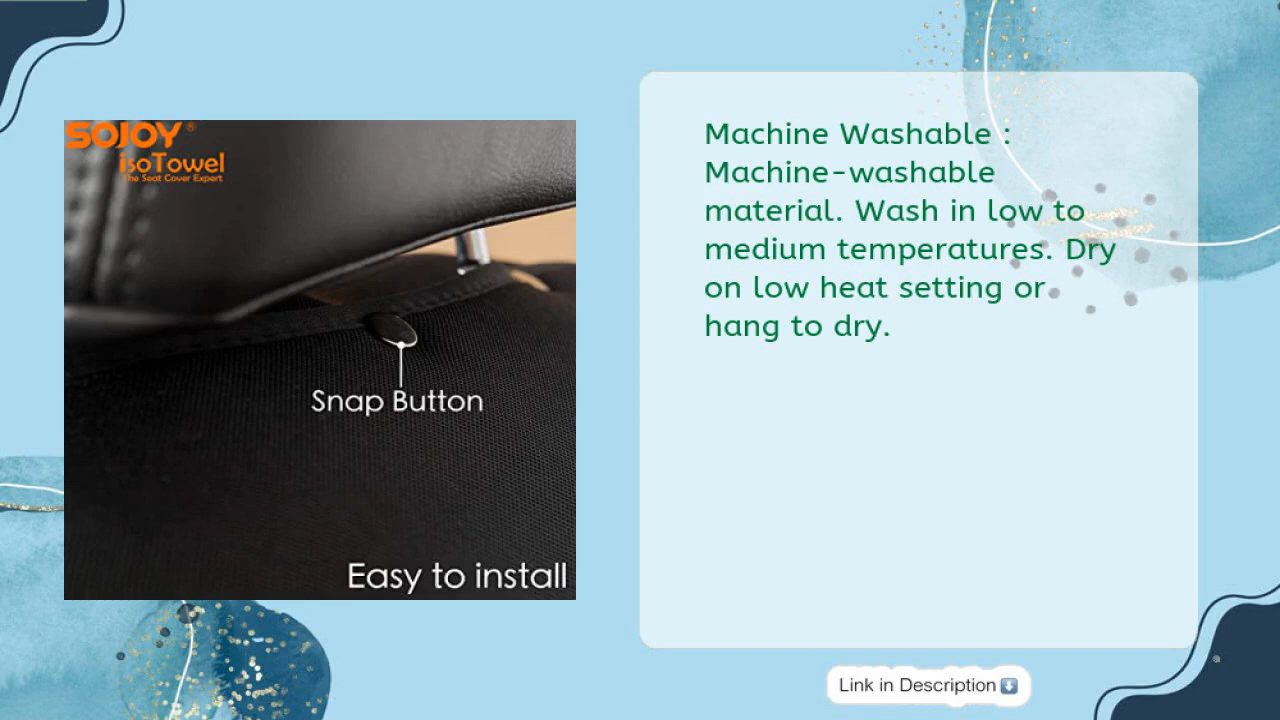 SOJOY®
isoTowel
The Seat Cover Expert
Snap Button
Easy to install
Machine Washable :
Machine-washable
material. Wash in low to
medium temperatures. Dry
on low heat setting or
hang to dry.
Link in Description⬇️